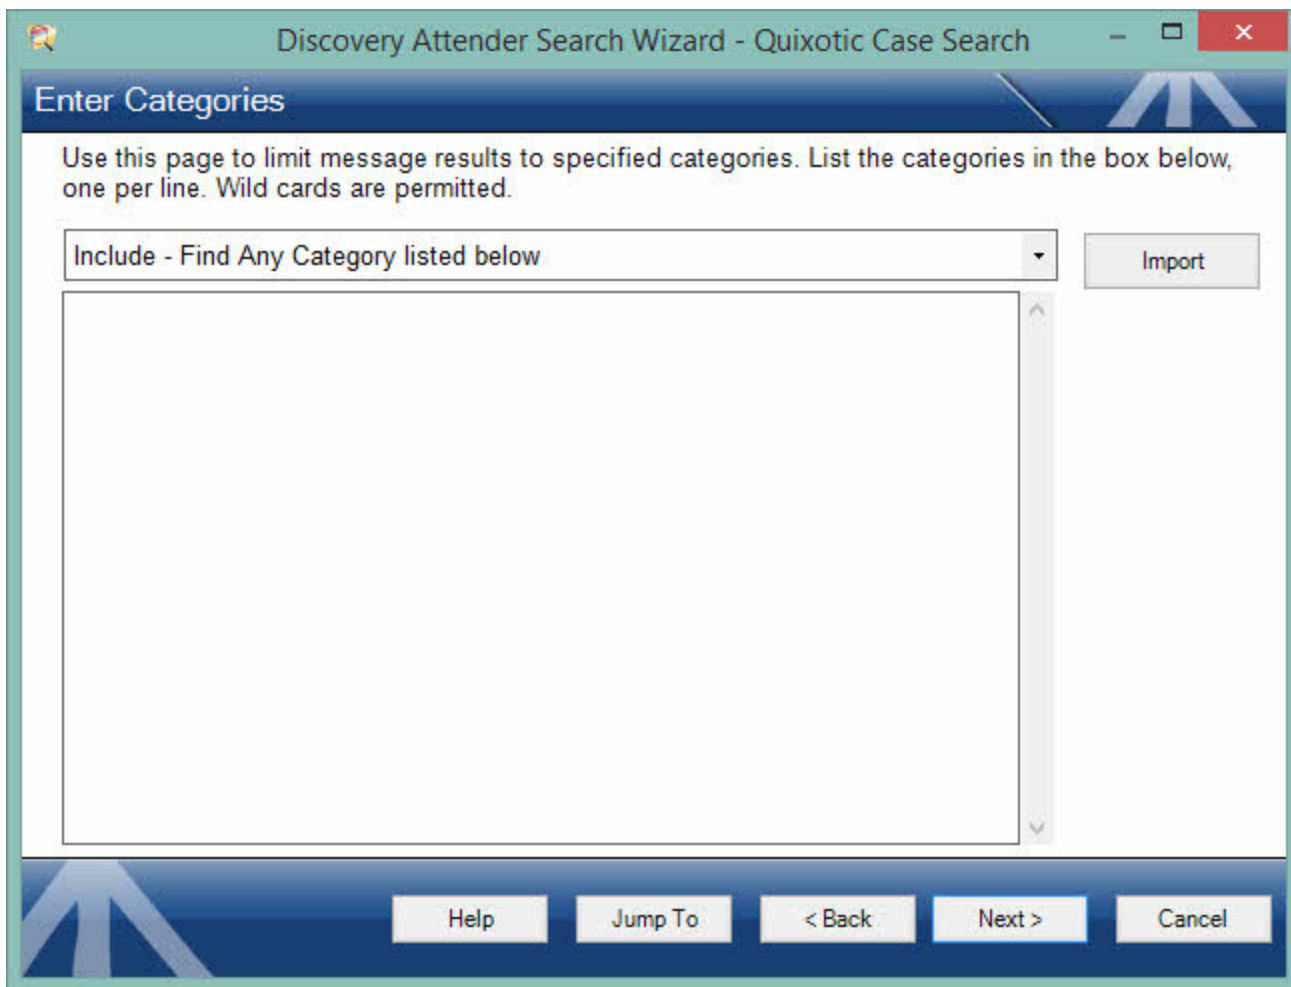 Discovery Attender Search Wizard - Quixotic Case Search
Enter Categories
Use this page to limit message results to specified categories. List the categories in the box below,
one per line. Wild cards are permitted.
Include - Find Any Category listed below
Import
Help
Jump To
< Back
Next >
Cancel